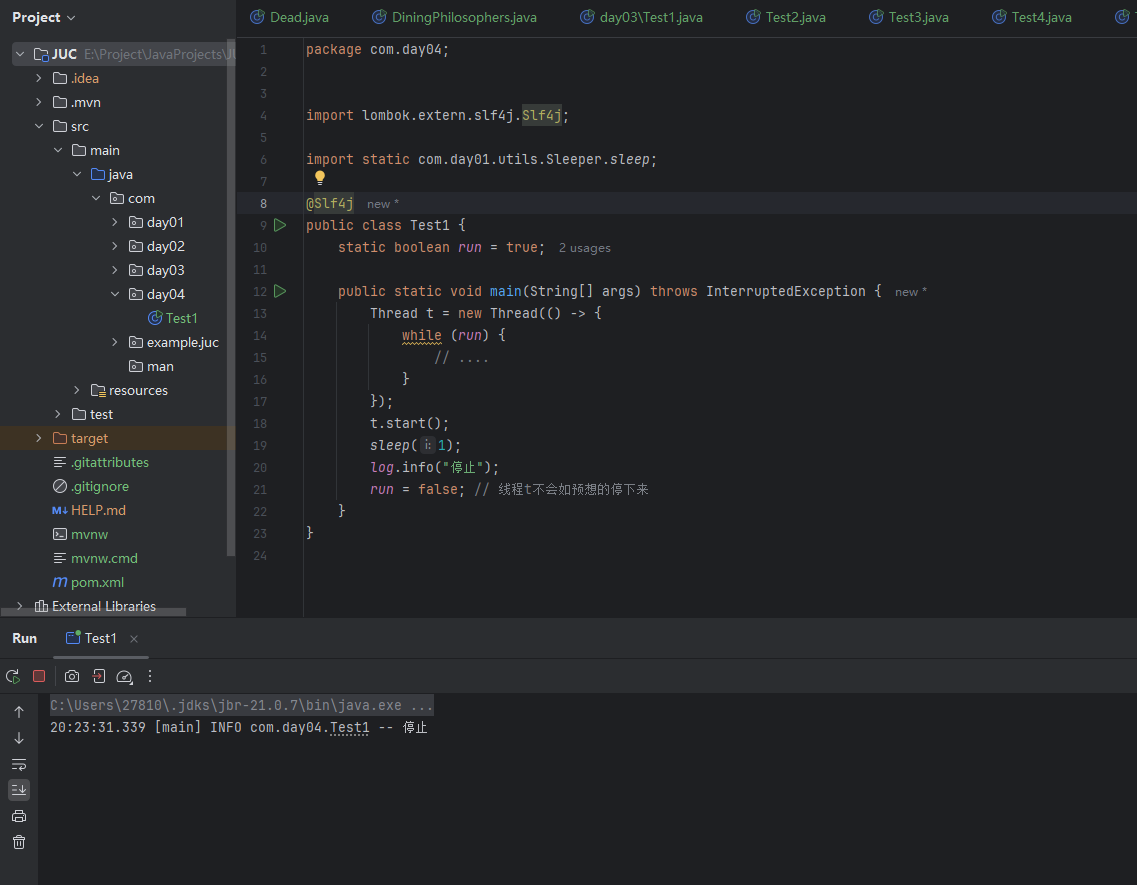 Project
Dead.java
DiningPhilosophers.java
day03\Test1.java
Test2.java
Test3.java
Test4.java
JUC E:\Project\JavaProjects\JU
.idea
.mvn
src
main
java
com
day01
day02
day03
day04
Test1
example.juc
man
resources
test
target
.gitattributes
.gitignore
M↓ HELP.md
mvnw
mvnw.cmd
m pom.xml
External Libraries
1 package com.day04;
2
3
4 import lombok.extern.slf4j.Slf4j;
5
6 import static com.day01.utils.Sleeper.sleep;
7
8 @Slf4j new *
9 public class Test1 {
10 static boolean run = true; 2 usages
11
12 public static void main(String[] args) throws InterruptedException { new *
13 Thread t = new Thread(() -> {
14 while (run) {
15 // ....
16 }
17 });
18 t.start();
19 sleep( i: 1);
20 log.info("停止");
21 run = false; // 线程t不会如预想的停下来
22 }
23 }
24
Run
Test1
C:\Users\27810\.jdks\jbr-21.0.7\bin\java.exe ...
20:23:31.339 [main] INFO com.day04.Test1 -- 停止